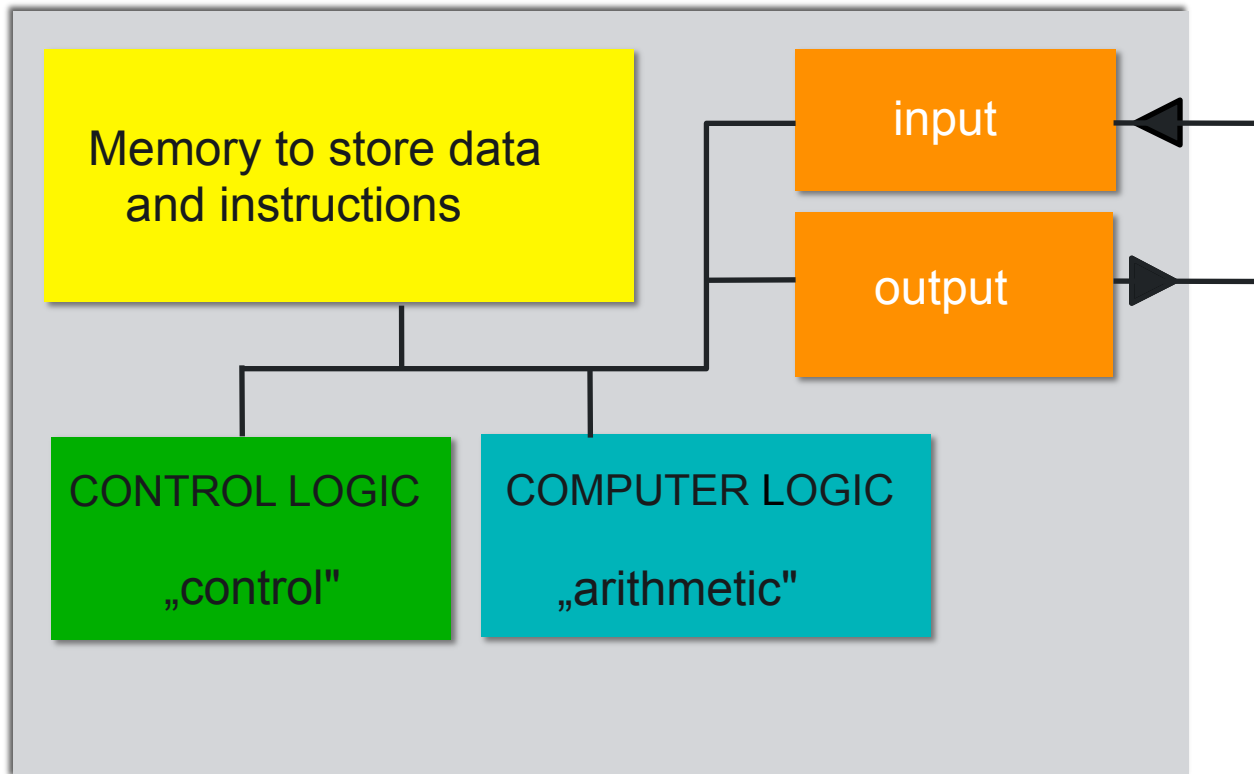 Memory to store data
and instructions
input
output
CONTROL LOGIC
„control"
COMPUTER LOGIC
„arithmetic"